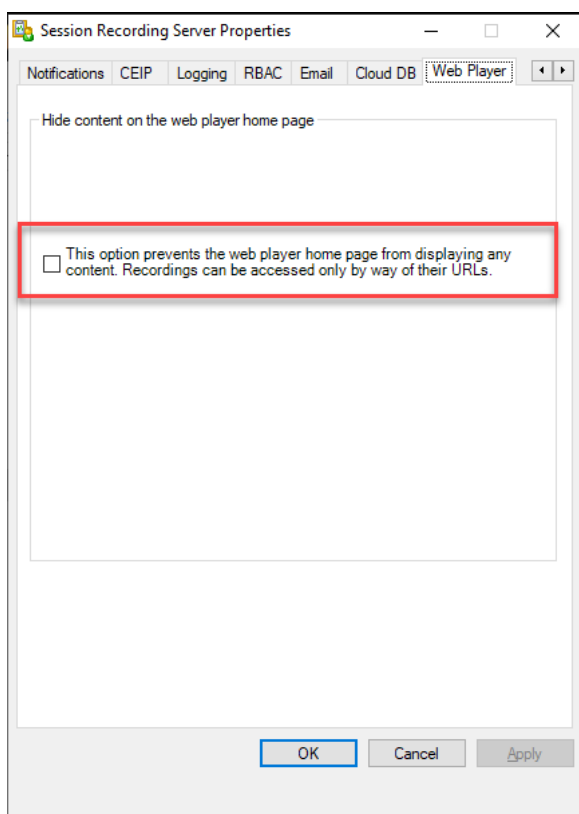 Session Recording Server Properties
Notifications CEIP Logging RBAC Email Cloud DB Web Player
Hide content on the web player home page
This option prevents the web player home page from displaying any
content. Recordings can be accessed only by way of their URLs.
OK Cancel Apply